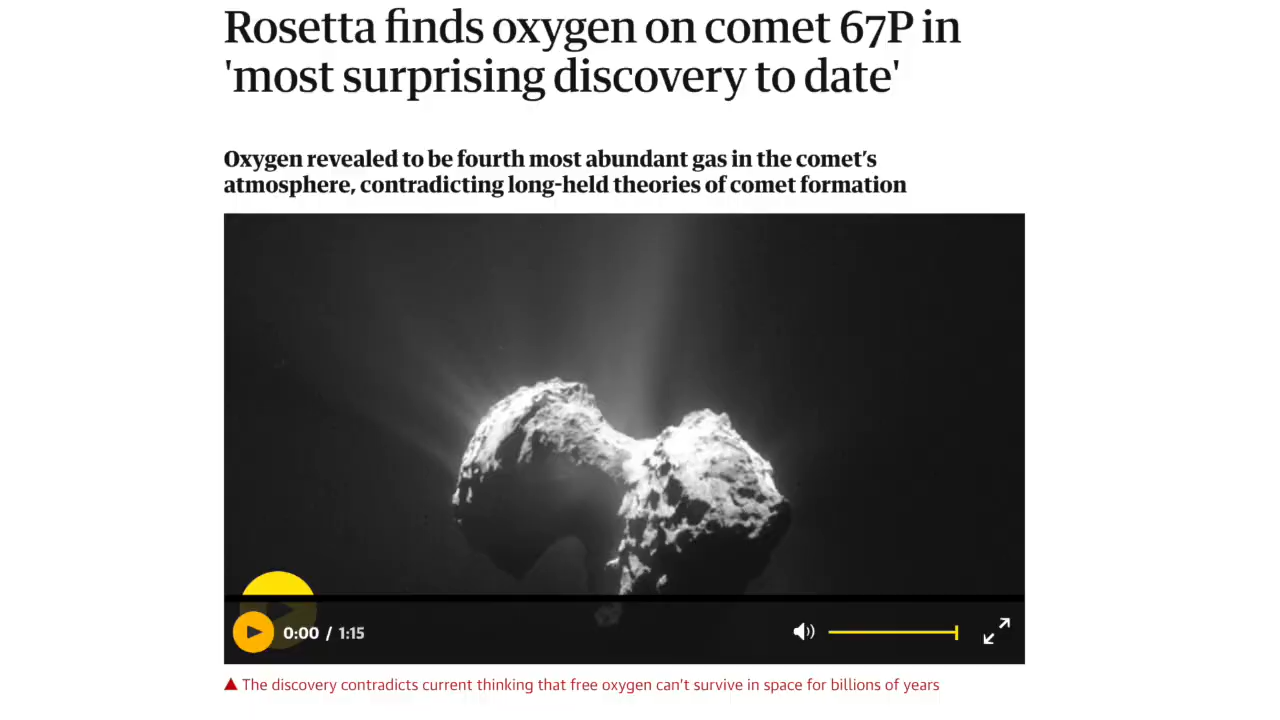 Rosetta finds oxygen on comet 67P in
'most surprising discovery to date'
Oxygen revealed to be fourth most abundant gas in the comet’s
atmosphere, contradicting long-held theories of comet formation
0:00 / 1:15
The discovery contradicts current thinking that free oxygen can’t survive in space for billions of years